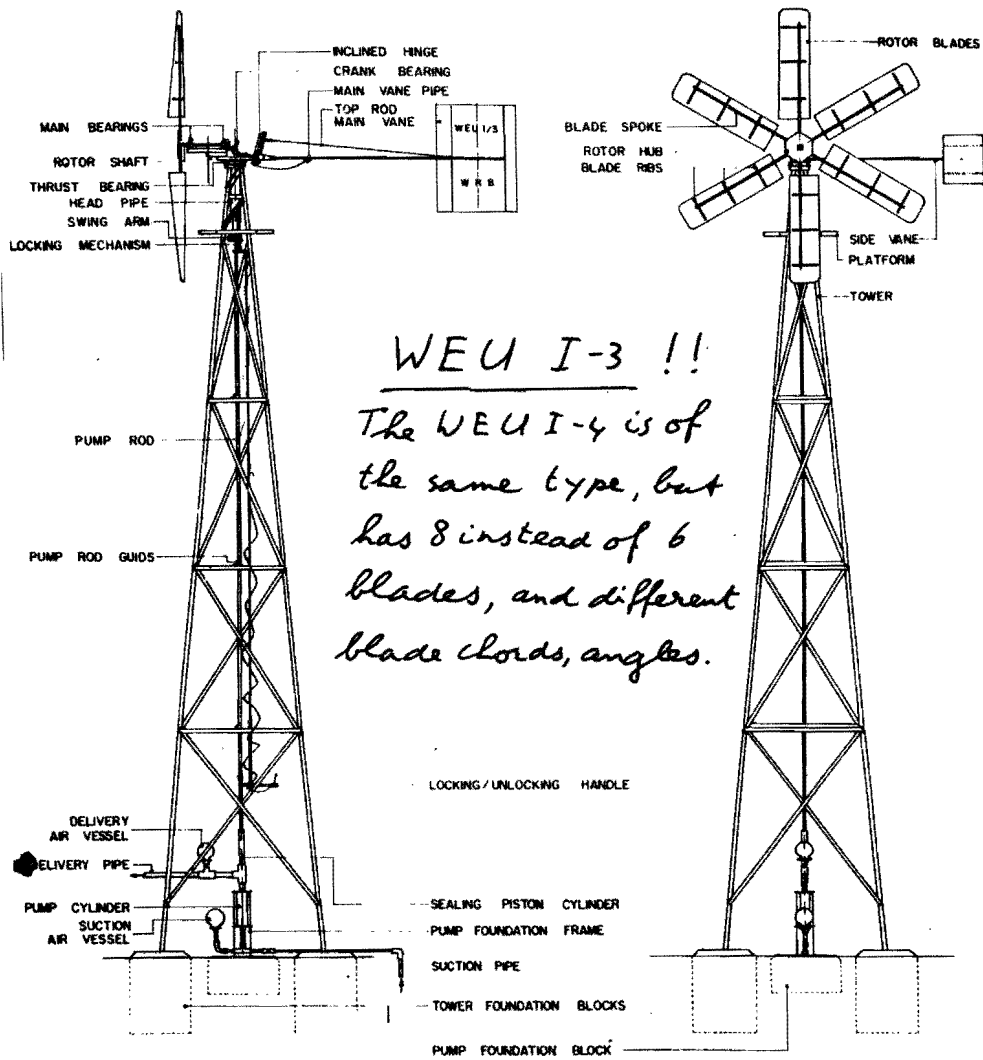 INCLINED HINGE
CRANK BEARING
MAIN VANE PIPE
TOP ROD
MAIN VANE
MAIN BEARINGS
ROTOR SHAFT
THRUST BEARING
HEAD PIPE
SWING ARM
LOCKING MECHANISM
WEU I/3
W R B
ROTOR BLADES
BLADE SPOKE
ROTOR HUB
BLADE RIBS
SIDE VANE
PLATFORM
TOWER
WEU I-3 !!
The WEU I-4 is of
the same type, but
has 8 instead of 6
blades, and different
blade chords, angles.
PUMP ROD
PUMP ROD GUIDS
LOCKING/UNLOCKING HANDLE
DELIVERY
AIR VESSEL
ELIVERY PIPE
PUMP CYLINDER
SUCTION
AIR VESSEL
SEALING PISTON CYLINDER
PUMP FOUNDATION FRAME
SUCTION PIPE
TOWER FOUNDATION BLOCKS
PUMP FOUNDATION BLOCK